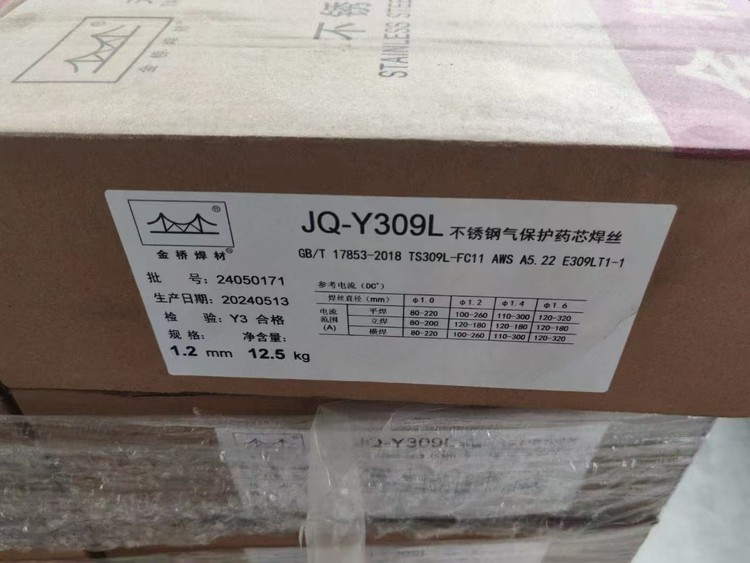 金桥焊材
不锈
STAINLESS STEEL
JQ-Y309L 不锈钢气保护药芯焊丝
GB/T 17853-2018 TS309L-FC11 AWS A5.22 E309LT1-1
金桥焊材®
批 号: 24050171
生产日期: 20240513
检 验: Y3 合格
规 格: 净含量:
1.2 mm 12.5 kg
参考电流 (DC⁺)
焊丝直径(mm) φ1.0 φ1.2 φ1.4 φ1.6
电流范围(A) 平焊 80-220 100-260 110-300 120-320
立焊 80-200 120-180 120-180 120-180
横焊 80-220 100-260 110-300 120-320
JQ-Y309L